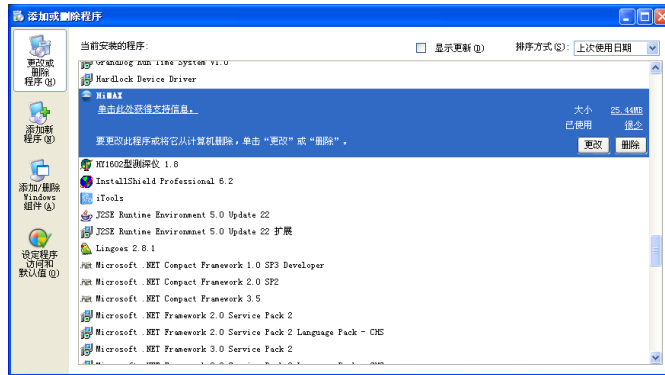 添加或删除程序
更改或
删除
程序(H)
添加新
程序(N)
添加/删除
Windows
组件(A)
设定程序
访问和
默认值(O)
当前安装的程序:
显示更新(D)
排序方式(S): 上次使用日期
GrandDog Run Time System V1.0
Hardlock Device Driver
HiMAX
单击此处获得支持信息。
大小 25.44MB
已使用 很少
要更改此程序或将它从计算机删除，单击“更改”或“删除”。
更改 删除
HY1602型测深仪 1.8
InstallShield Professional 6.2
iTools
J2SE Runtime Environment 5.0 Update 22
J2SE Runtime Environmnet 5.0 Update 22 扩展
Lingoes 2.8.1
Microsoft .NET Compact Framework 1.0 SP3 Developer
Microsoft .NET Compact Framework 2.0 SP2
Microsoft .NET Compact Framework 3.5
Microsoft .NET Framework 2.0 Service Pack 2
Microsoft .NET Framework 2.0 Service Pack 2 Language Pack - CHS
Microsoft .NET Framework 3.0 Service Pack 2